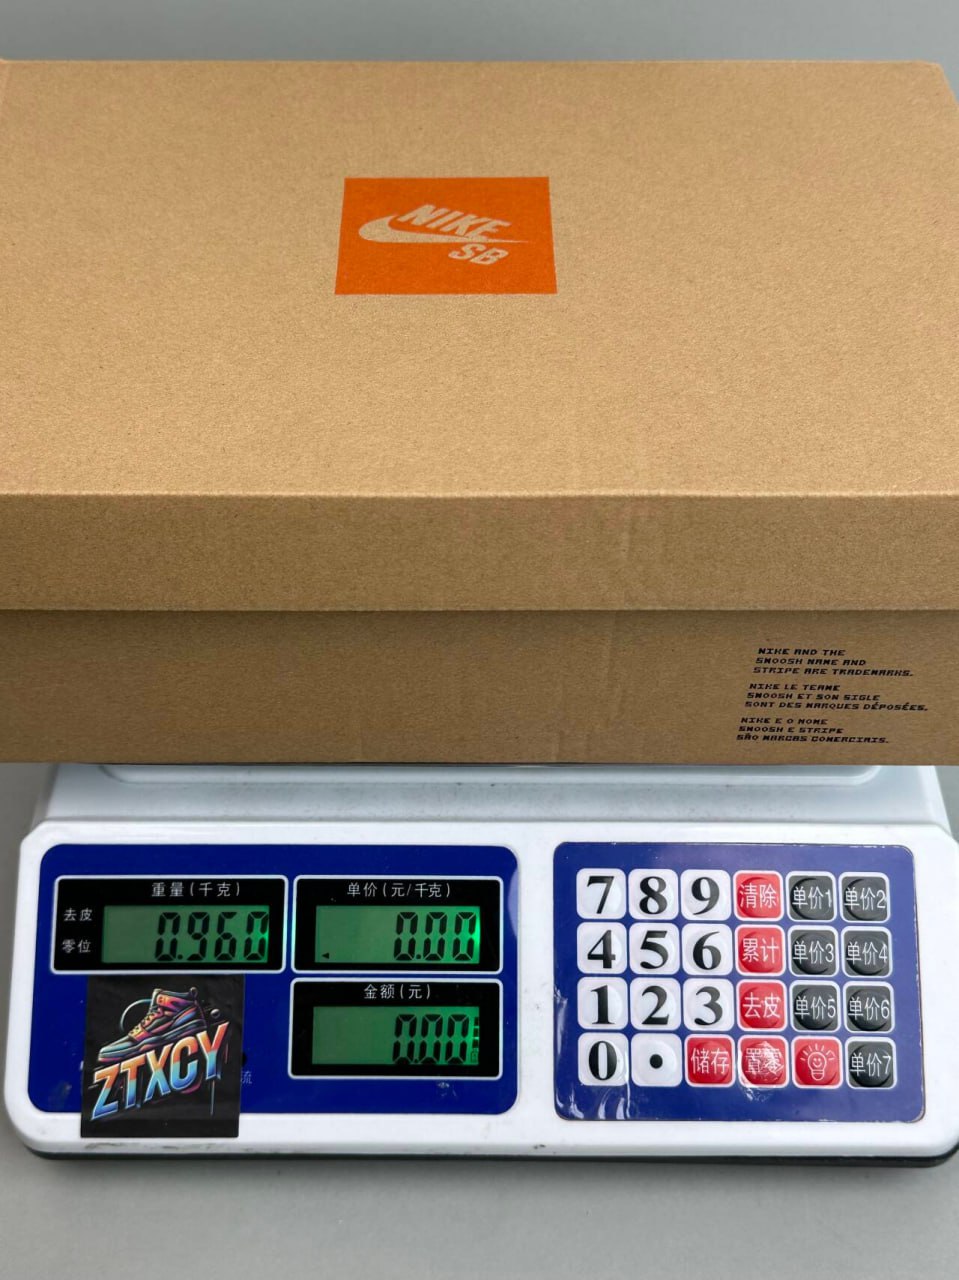 NIKE
SB
NIKE AND THE
SWOOSH NAME AND
STRIPE ARE TRADEMARKS.
NIKE LE TERME
SWOOSH ET SON SIGLE
SONT DES MARQUES DÉPOSÉES.
NIKE E O NOME
SWOOSH E STRIPE
SÃO MARCAS COMERCIAIS.
重量(千克)
去皮
零位
0.960
单价(元/千克)
0.00
金额(元)
0.00
ZTXCY
流
7 8 9 清除 单价1 单价2
4 5 6 累计 单价3 单价4
1 2 3 去皮 单价5 单价6
0 . 储存 置零 单价7